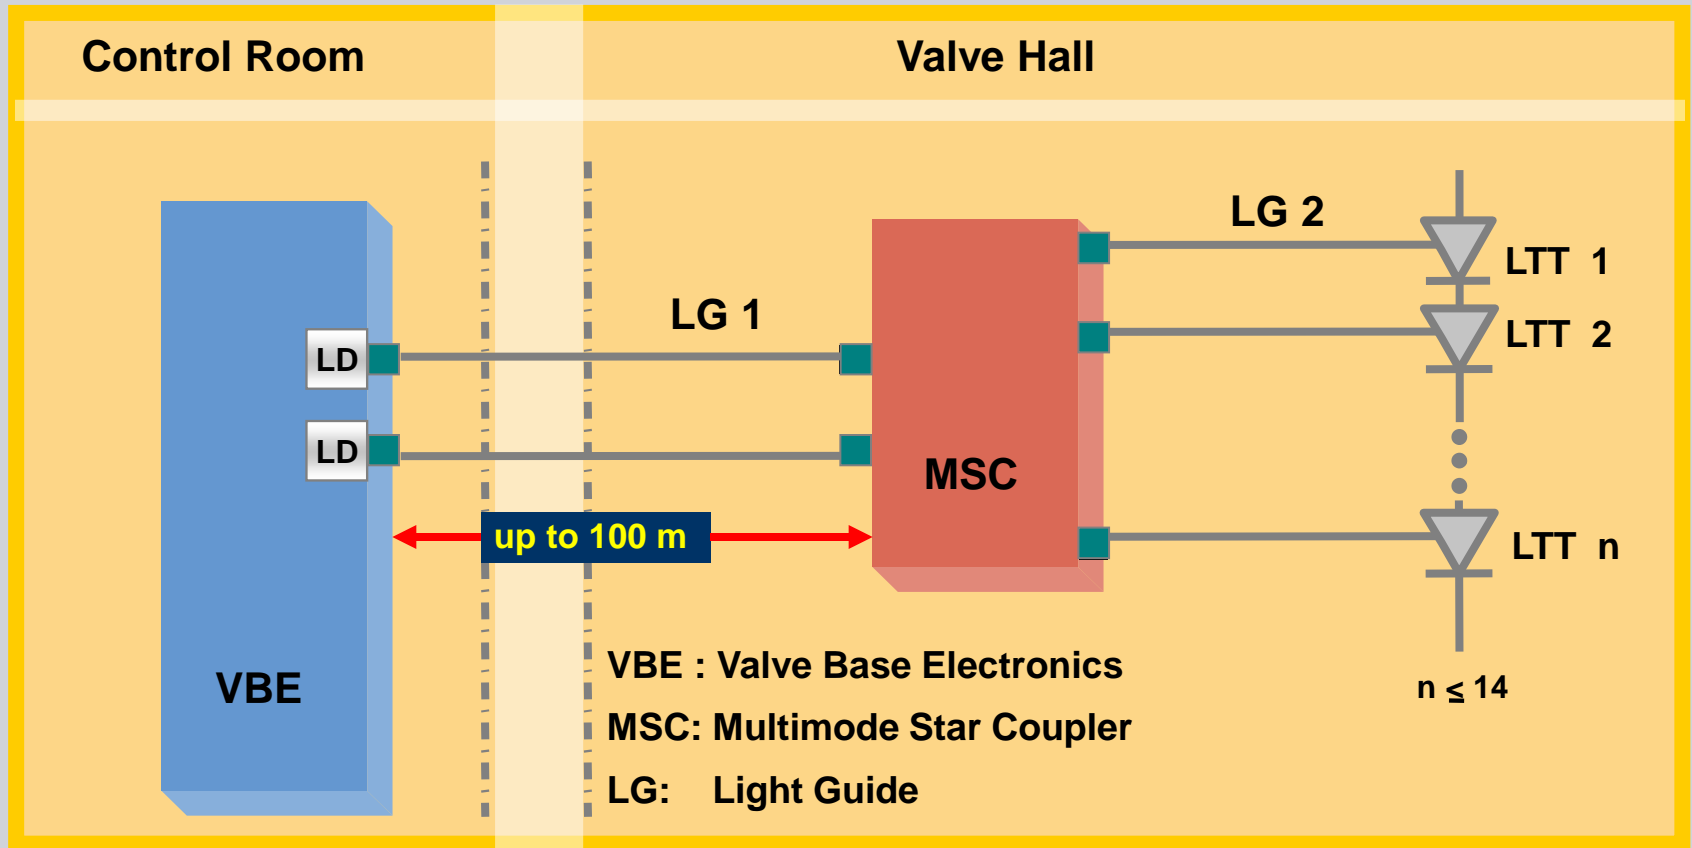 Control Room
Valve Hall
LG 2
LTT 1
LG 1
LTT 2
LD
LD
MSC
up to 100 m
LTT n
VBE : Valve Base Electronics
VBE
n ≤ 14
MSC: Multimode Star Coupler
LG: Light Guide